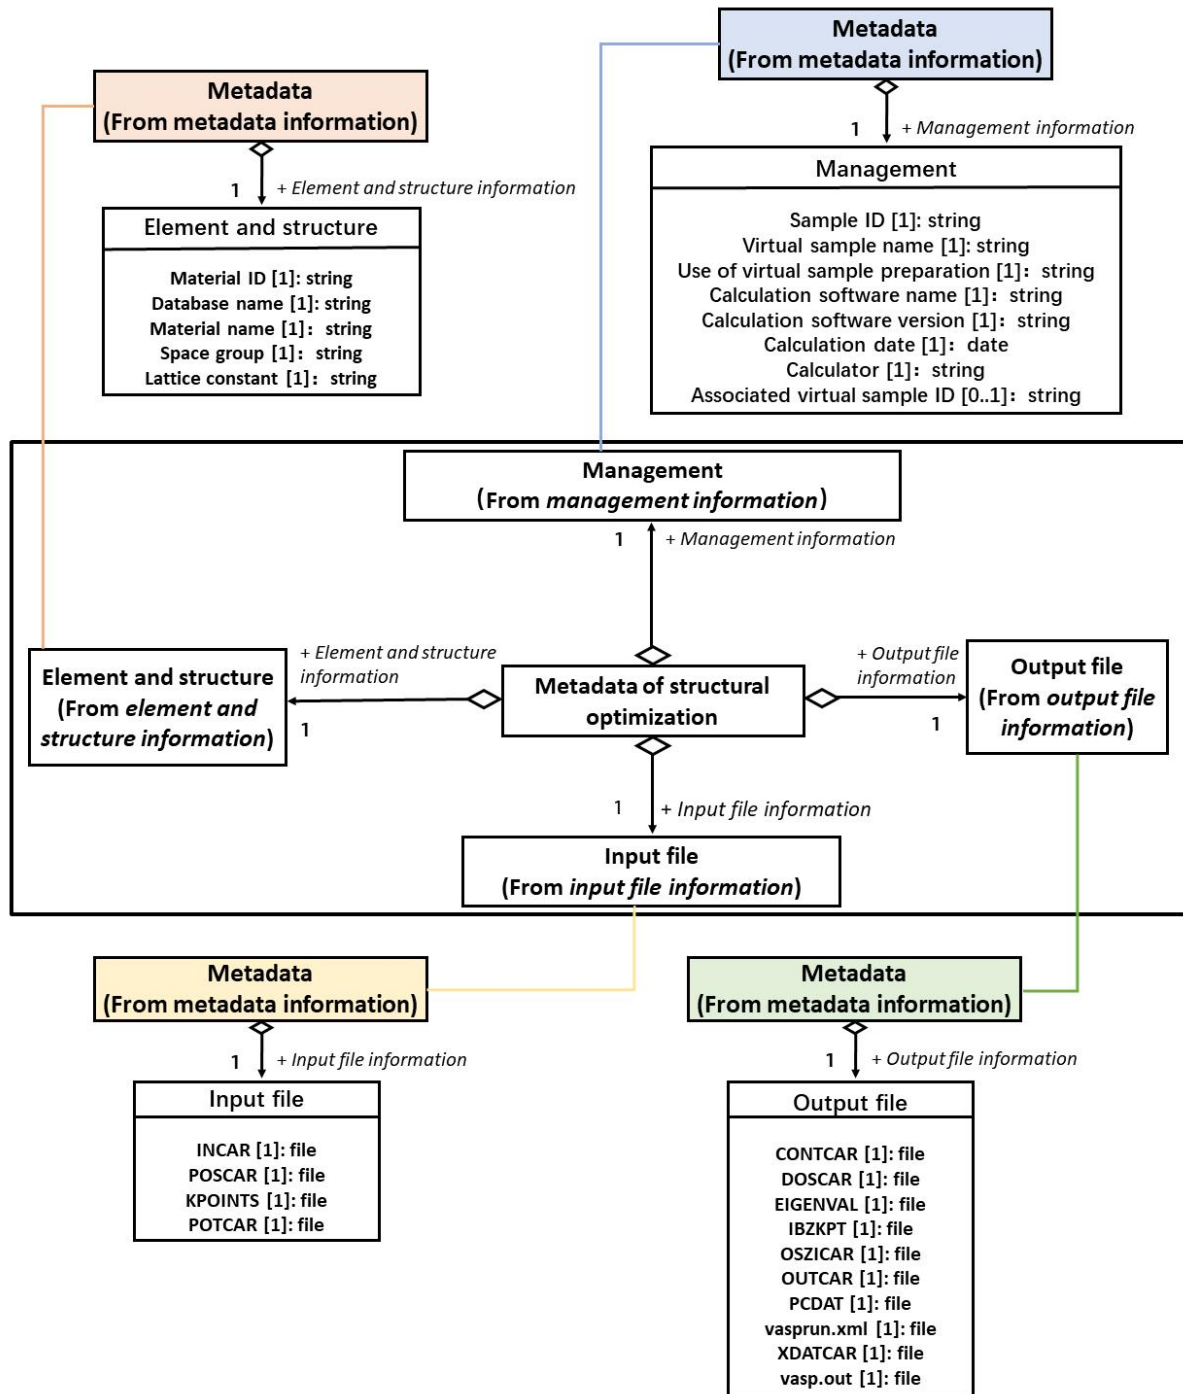 Metadata
(From metadata information)
1
+ Management information
Management
Sample ID [1]: string
Virtual sample name [1]: string
Use of virtual sample preparation [1]: string
Calculation software name [1]: string
Calculation software version [1]: string
Calculation date [1]: date
Calculator [1]: string
Associated virtual sample ID [0..1]: string
Metadata
(From metadata information)
1
+ Element and structure information
Element and structure
Material ID [1]: string
Database name [1]: string
Material name [1]: string
Space group [1]: string
Lattice constant [1]: string
Management
(From management information)
1
+ Management information
Element and structure
(From element and
structure information)
+ Element and structure
information
1
Metadata of structural
optimization
+ Output file
information
1
Output file
(From output file
information)
1
+ Input file information
Input file
(From input file information)
Metadata
(From metadata information)
1
+ Input file information
Input file
INCAR [1]: file
POSCAR [1]: file
KPOINTS [1]: file
POTCAR [1]: file
Metadata
(From metadata information)
1
+ Output file information
Output file
CONTCAR [1]: file
DOSCAR [1]: file
EIGENVAL [1]: file
IBZKPT [1]: file
OSZICAR [1]: file
OUTCAR [1]: file
PCDAT [1]: file
vasprun.xml [1]: file
XDATCAR [1]: file
vasp.out [1]: file